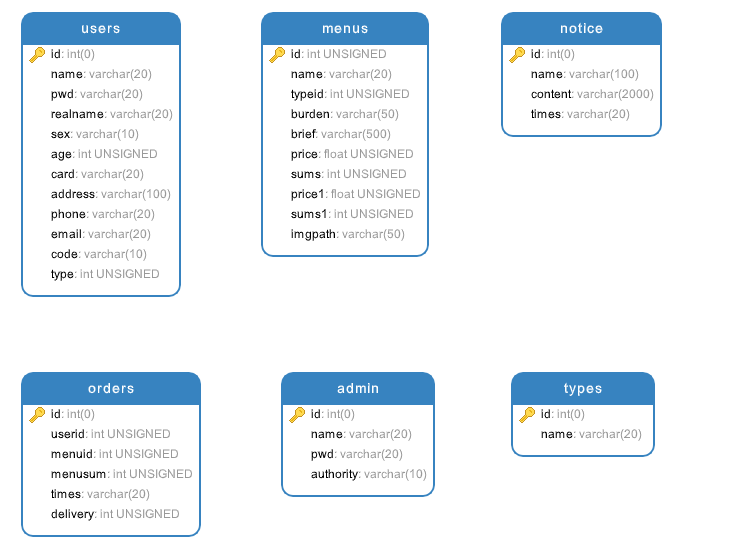 users
id: int(0)
name: varchar(20)
pwd: varchar(20)
realname: varchar(20)
sex: varchar(10)
age: int UNSIGNED
card: varchar(20)
address: varchar(100)
phone: varchar(20)
email: varchar(20)
code: varchar(10)
type: int UNSIGNED
menus
id: int UNSIGNED
name: varchar(20)
typeid: int UNSIGNED
burden: varchar(50)
brief: varchar(500)
price: float UNSIGNED
sums: int UNSIGNED
price1: float UNSIGNED
sums1: int UNSIGNED
imgpath: varchar(50)
notice
id: int(0)
name: varchar(100)
content: varchar(2000)
times: varchar(20)
orders
id: int(0)
userid: int UNSIGNED
menuid: int UNSIGNED
menusum: int UNSIGNED
times: varchar(20)
delivery: int UNSIGNED
admin
id: int(0)
name: varchar(20)
pwd: varchar(20)
authority: varchar(10)
types
id: int(0)
name: varchar(20)